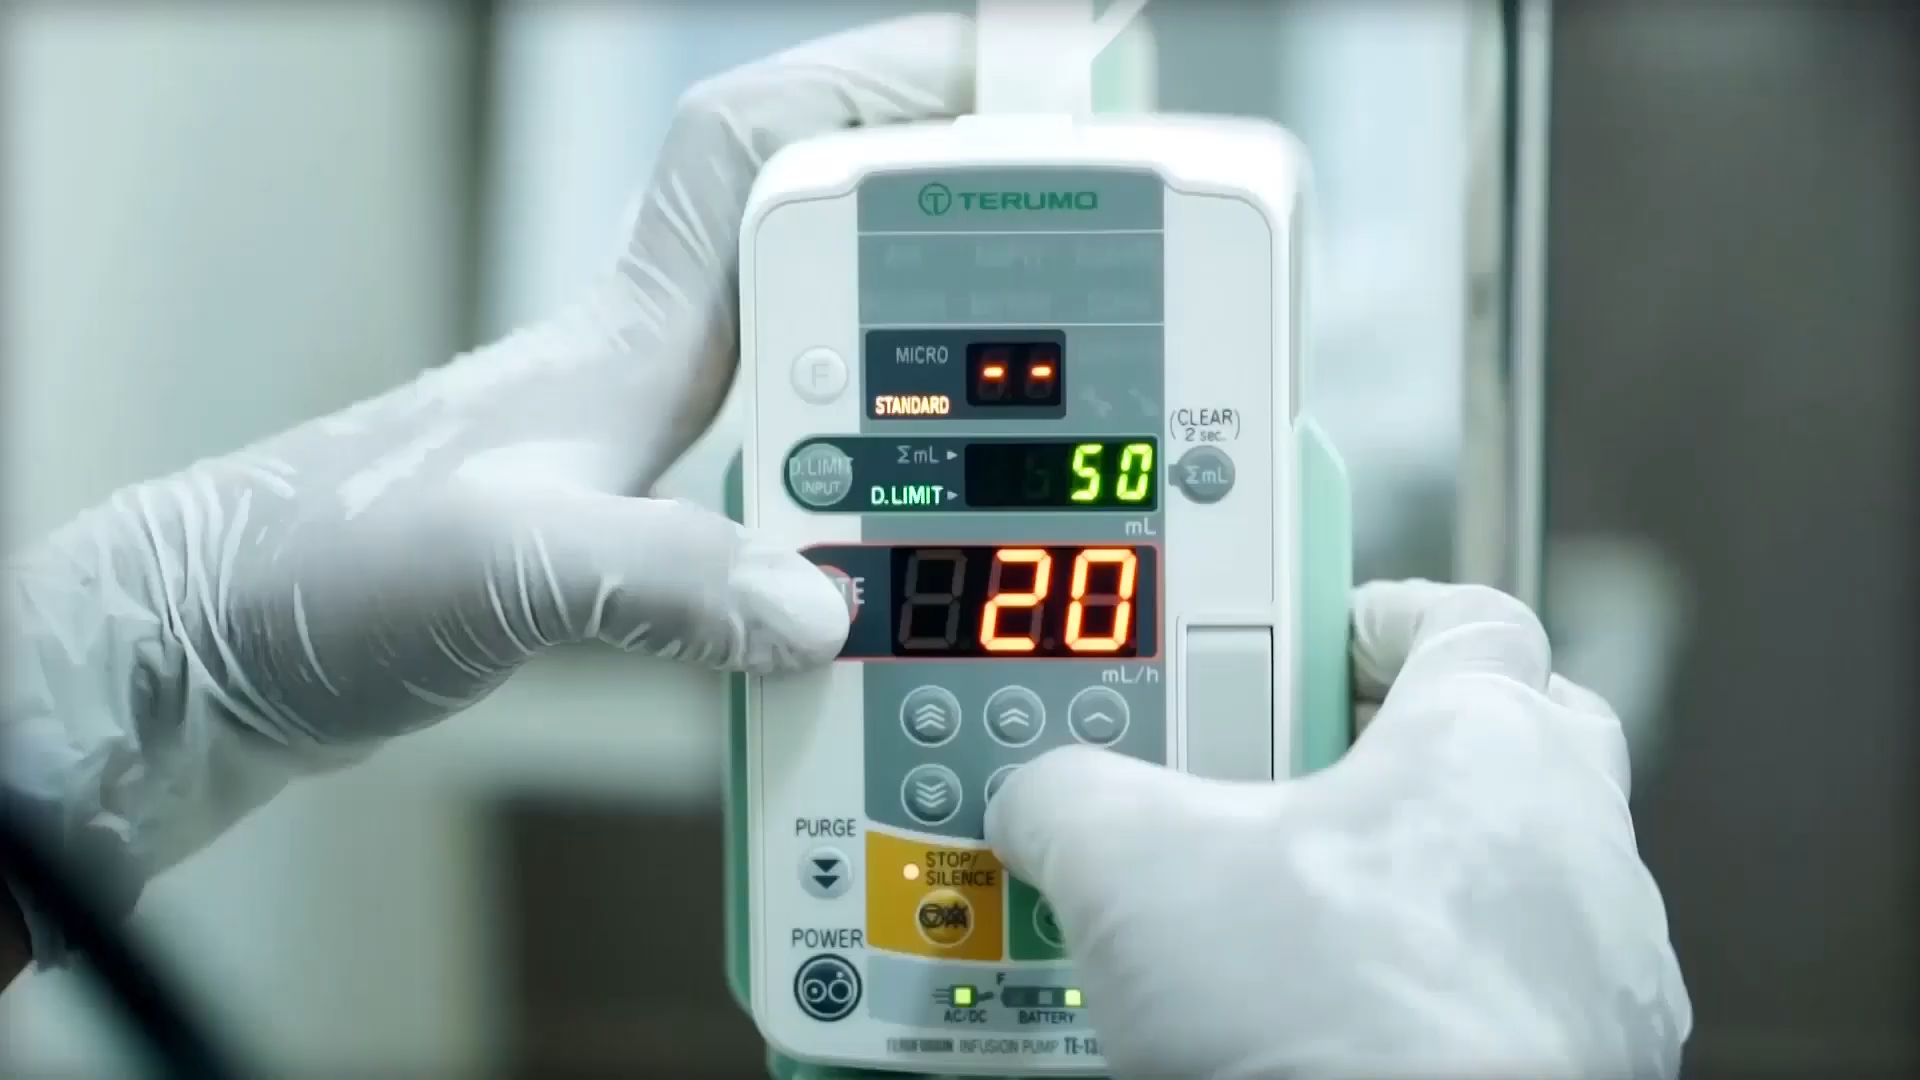 TERUMO
F
MICRO
--
STANDARD
(CLEAR
2 sec.)
D.LIMIT
INPUT
ΣmL
50
ΣmL
D.LIMIT
mL
20
mL/h
PURGE
STOP/
SILENCE
POWER
F
AC/DC
BATTERY
INFUSION PUMP